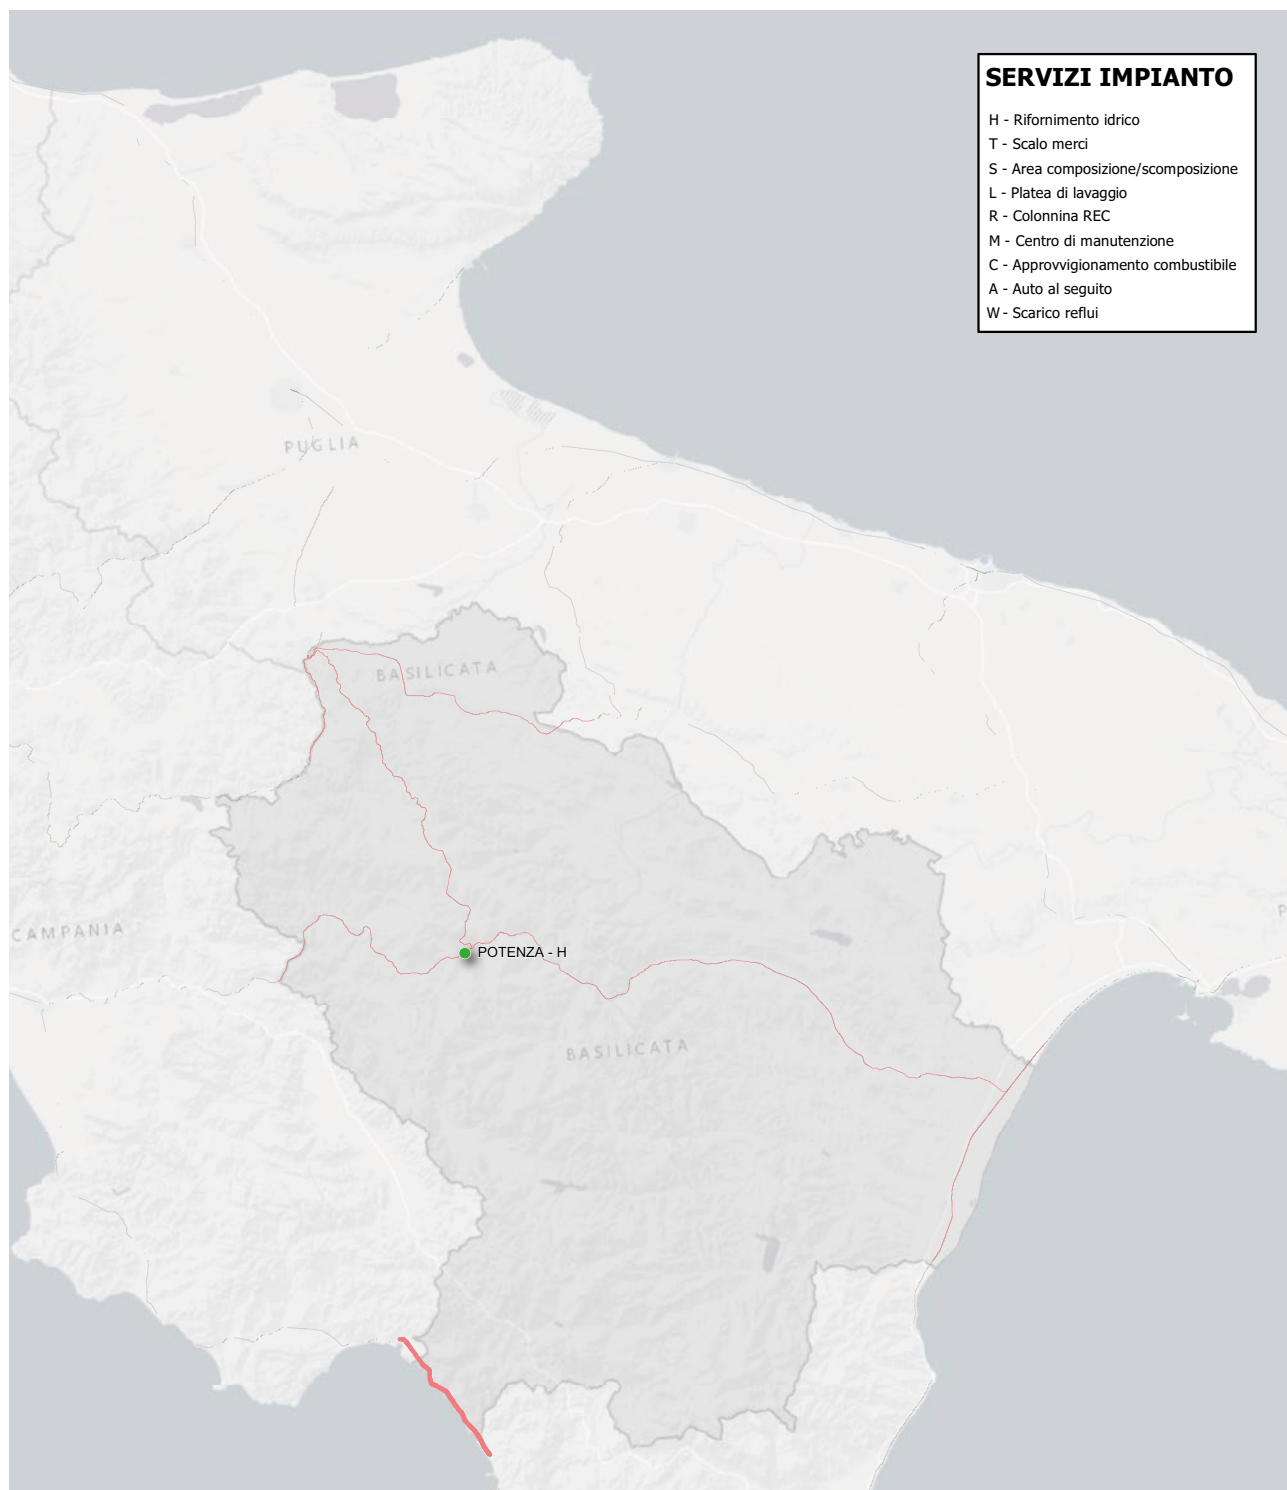 SERVIZI IMPIANTO
H - Rifornimento idrico
T - Scalo merci
S - Area composizione/scomposizione
L - Platea di lavaggio
R - Colonnina REC
M - Centro di manutenzione
C - Approvvigionamento combustibile
A - Auto al seguito
W - Scarico reflui
PUGLIA
BASILICATA
CAMPANIA
P
POTENZA - H
BASILICATA